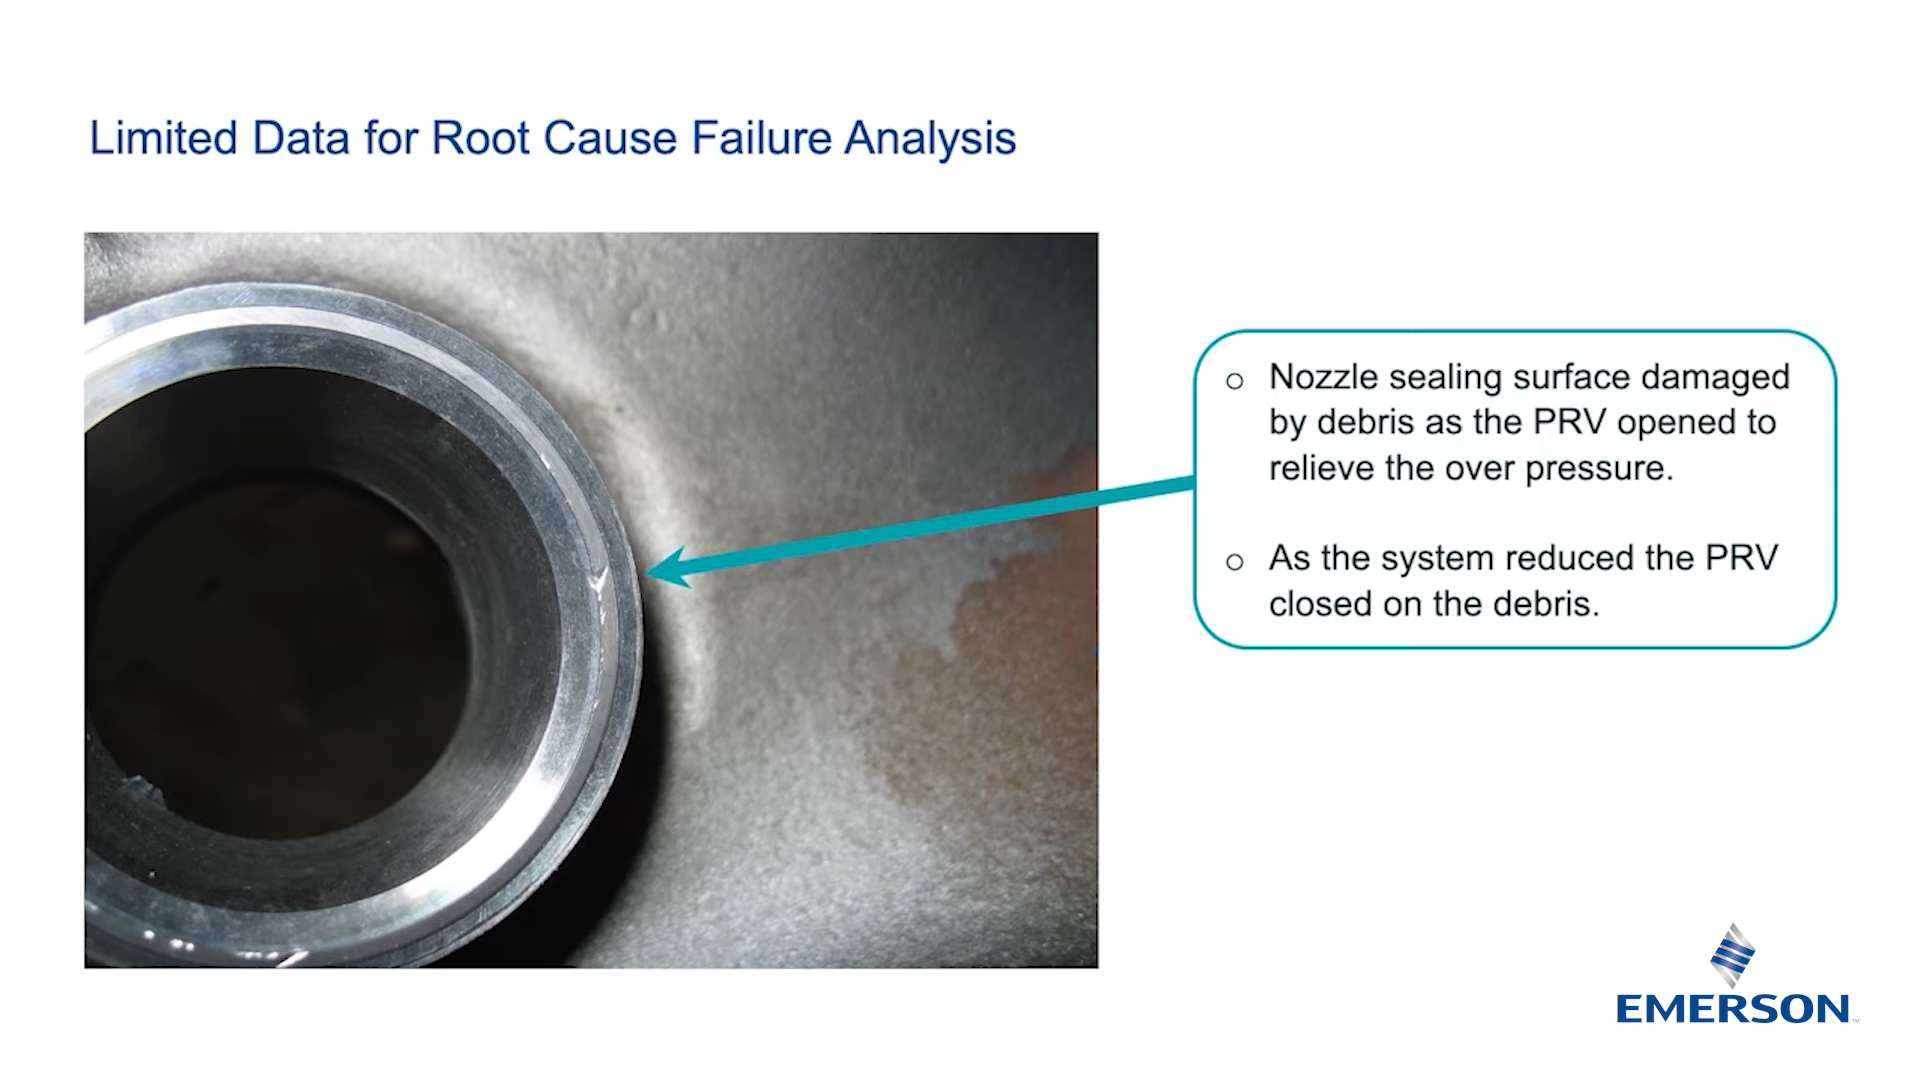 Limited Data for Root Cause Failure Analysis
○ Nozzle sealing surface damaged
by debris as the PRV opened to
relieve the over pressure.
○ As the system reduced the PRV
closed on the debris.
EMERSON™